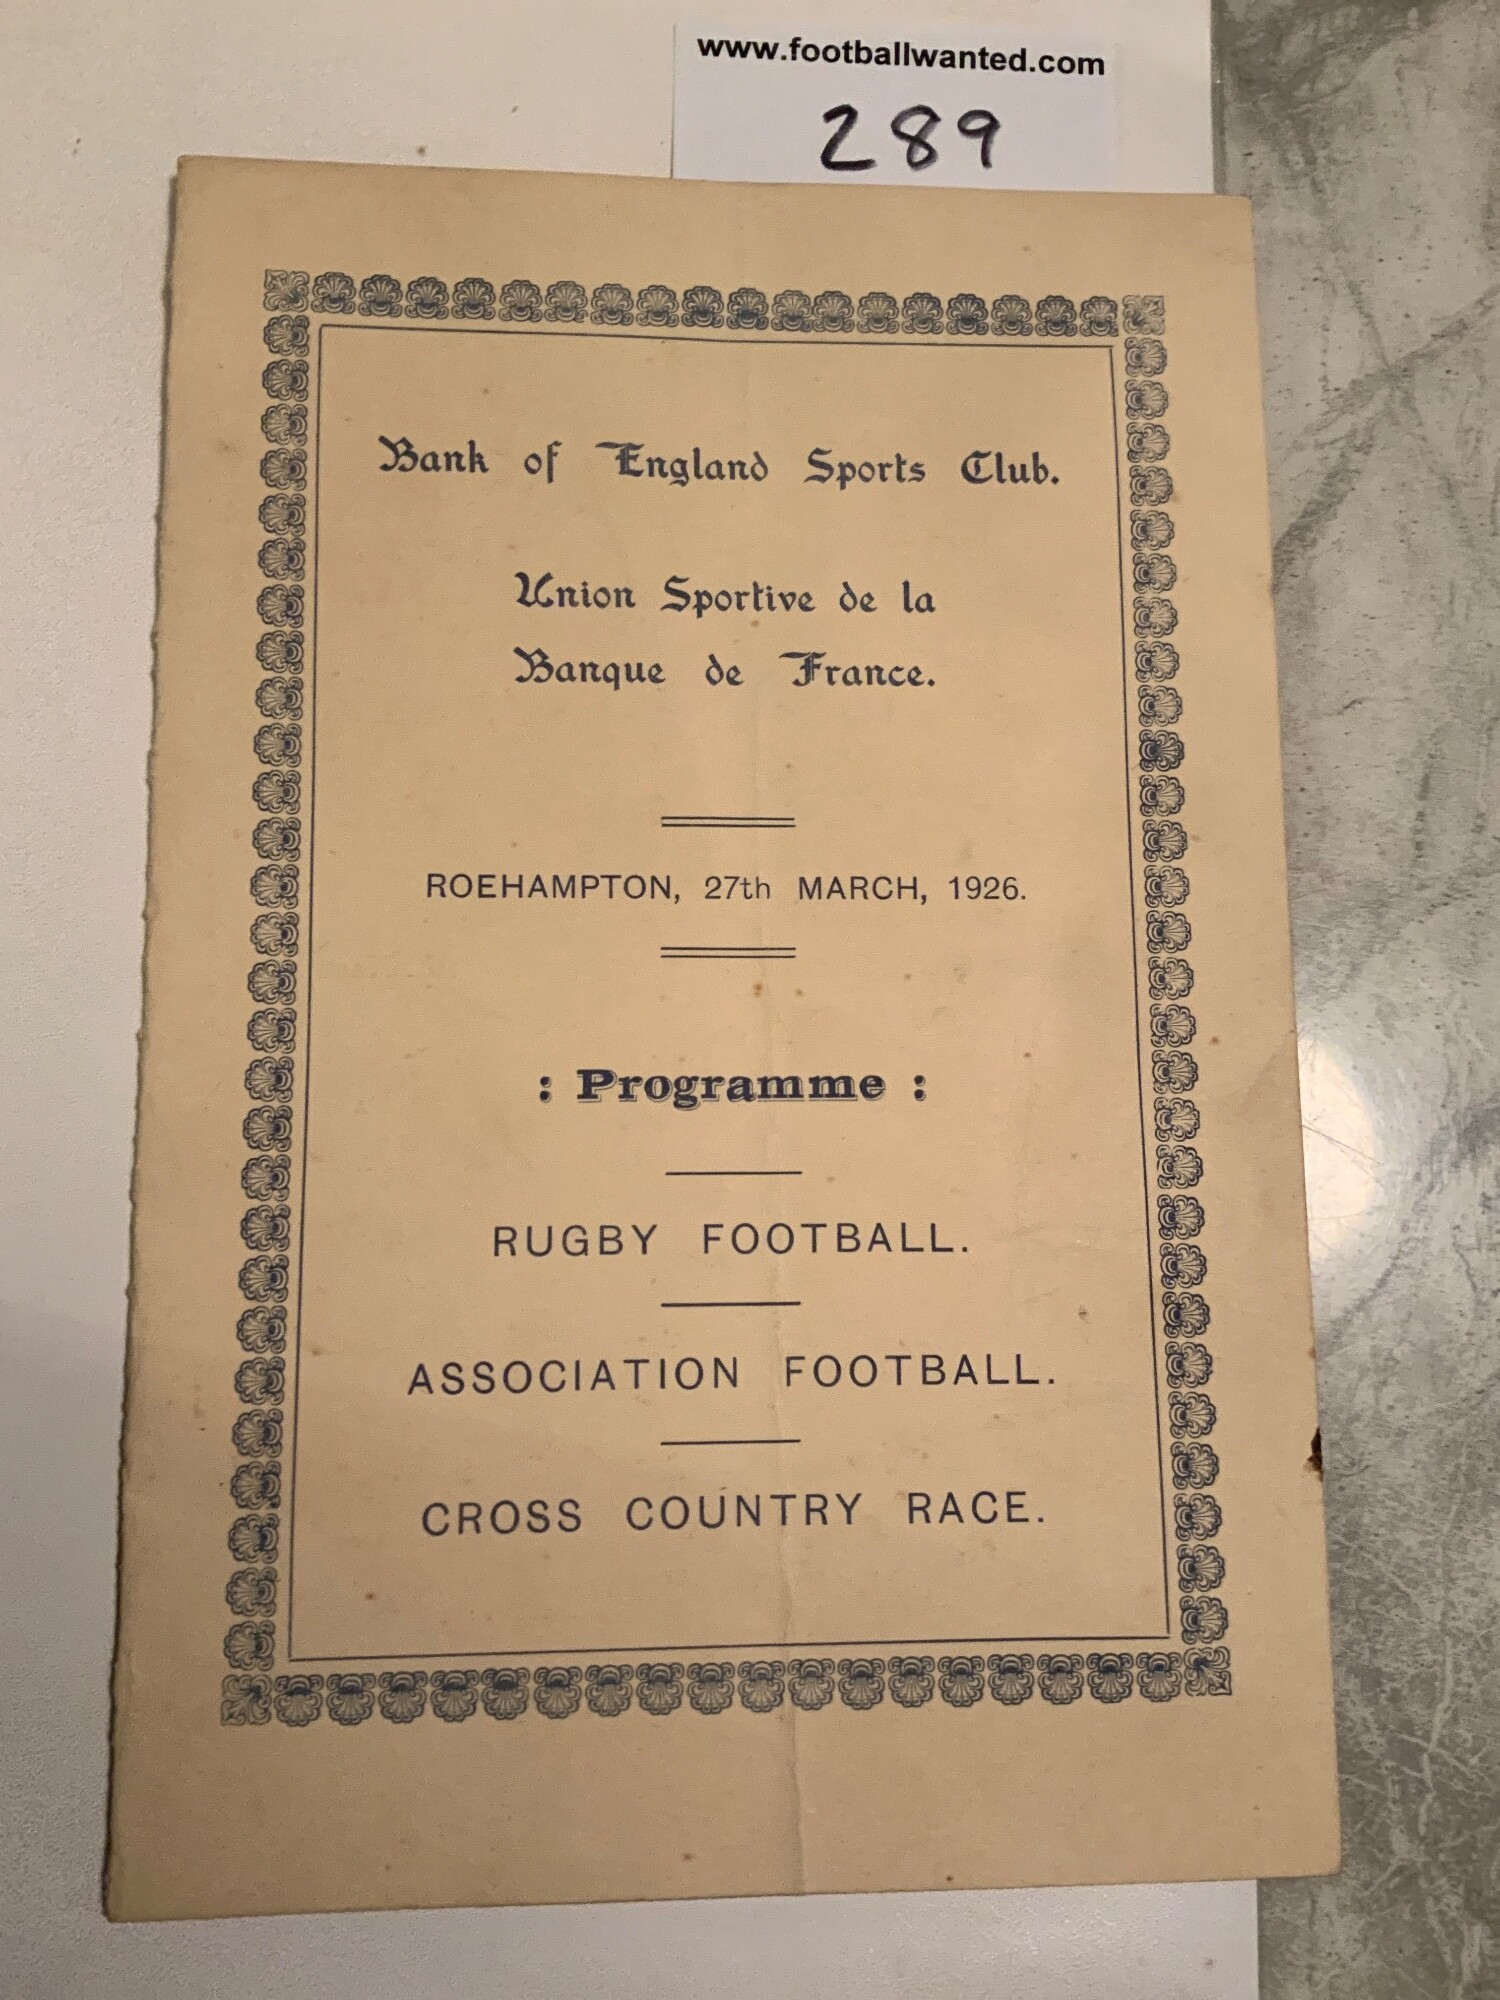 www.footballwanted.com
289
Bank of England Sports Club.
Union Sportive de la
Banque de France.
ROEHAMPTON, 27th MARCH, 1926.
: Programme :
RUGBY FOOTBALL.
ASSOCIATION FOOTBALL.
CROSS COUNTRY RACE.